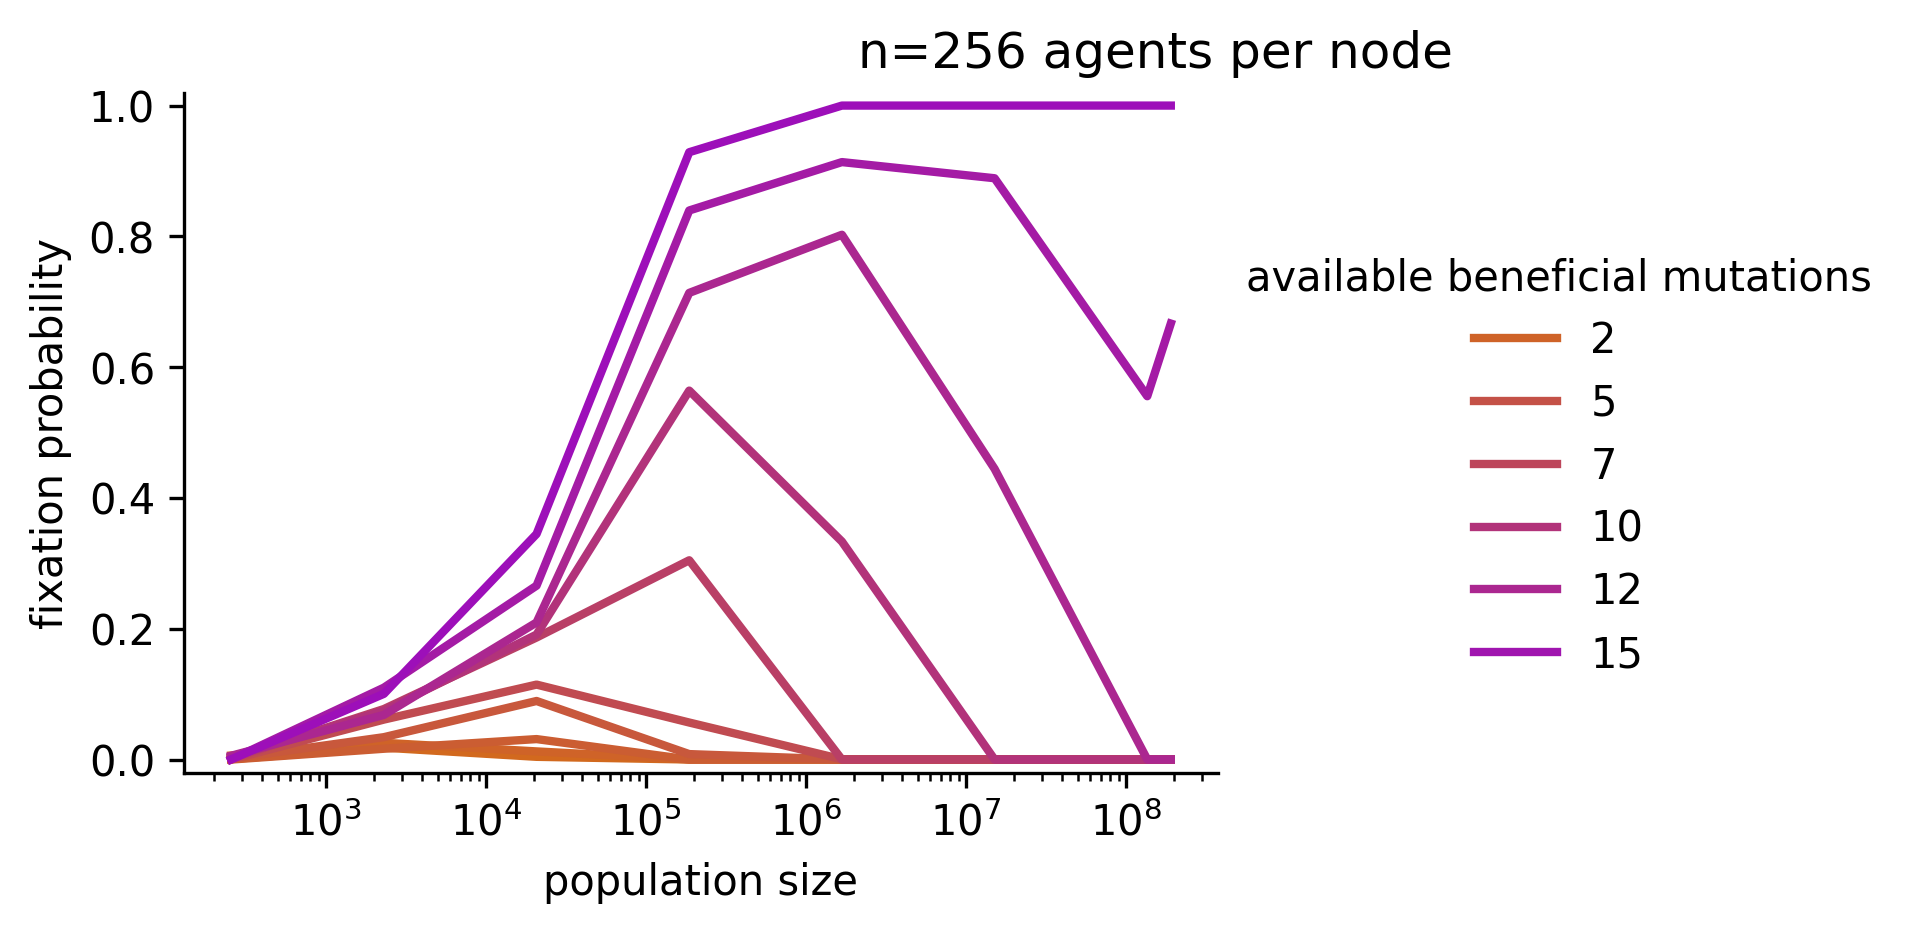 n=256 agents per node
fixation probability
1.0
0.8
0.6
0.4
0.2
0.0
10³ 10⁴ 10⁵ 10⁶ 10⁷ 10⁸
population size
available beneficial mutations
2
5
7
10
12
15